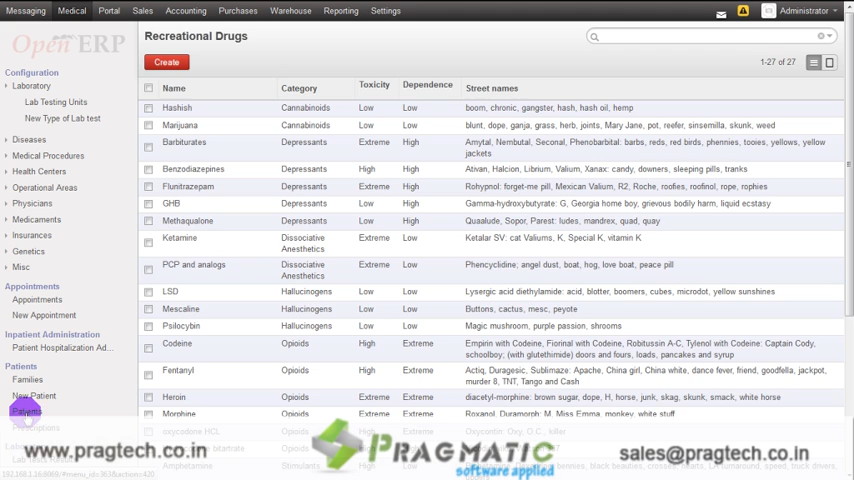 Messaging Medical Portal Sales Accounting Purchases Warehouse Reporting Settings Administrator
Open ERP
Recreational Drugs
Create
1-27 of 27
Configuration
Laboratory
Lab Testing Units
New Type of Lab test
Diseases
Medical Procedures
Health Centers
Operational Areas
Physicians
Medicaments
Insurances
Genetics
Misc
Appointments
Appointments
New Appointment
Inpatient Administration
Patient Hospitalization Ad...
Patients
Families
New Patient
Patients
Prescriptions
Name Category Toxicity Dependence Street names
Hashish Cannabinoids Low Low boom, chronic, gangster, hash, hash oil, hemp
Marijuana Cannabinoids Low Low blunt, dope, ganja, grass, herb, joints, Mary Jane, pot, reefer, sinsemilla, skunk, weed
Barbiturates Depressants Extreme High Amytal, Nembutal, Seconal, Phenobarbital: barbs, reds, red birds, phennies, tooies, yellows, yellow
jackets
Benzodiazepines Depressants High High Ativan, Halcion, Librium, Valium, Xanax: candy, downers, sleeping pills, tranks
Flunitrazepam Depressants Extreme High Rohypnol: forget-me pill, Mexican Valium, R2, Roche, roofies, roofinol, rope, rophies
GHB Depressants Low High Gamma-hydroxybutyrate: G, Georgia home boy, grievous bodily harm, liquid ecstasy
Methaqualone Depressants Low High Quaalude, Sopor, Parest: ludes, mandrex, quad, quay
Ketamine Dissociative Extreme Low Ketalar SV: cat Valiums, K, Special K, vitamin K
Anesthetics
PCP and analogs Dissociative Extreme Low Phencyclidine; angel dust, boat, hog, love boat, peace pill
Anesthetics
LSD Hallucinogens Low Low Lysergic acid diethylamide: acid, blotter, boomers, cubes, microdot, yellow sunshines
Mescaline Hallucinogens Low Low Buttons, cactus, mesc, peyote
Psilocybin Hallucinogens Low Low Magic mushroom, purple passion, shrooms
Codeine Opioids High Extreme Empirin with Codeine, Fiorinal with Codeine, Robitussin A-C, Tylenol with Codeine: Captain Cody,
schoolboy; (with glutethimide) doors and fours, loads, pancakes and syrup
Fentanyl Opioids High Extreme Actiq, Duragesic, Sublimaze: Apache, China girl, China white, dance fever, friend, goodfella, jackpot,
murder 8, TNT, Tango and Cash
Heroin Opioids High Extreme diacetyl-morphine: brown sugar, dope, H, horse, junk, skag, skunk, smack, white horse
Morphine Opioids High Extreme Roxanol, Duramorph: M, Miss Emma, monkey, white stuff
oxycodone HCL
Amphetamine Stimulants
www.pragtech.co.in
PRAGMATIC
software applied
sales@pragtech.co.in